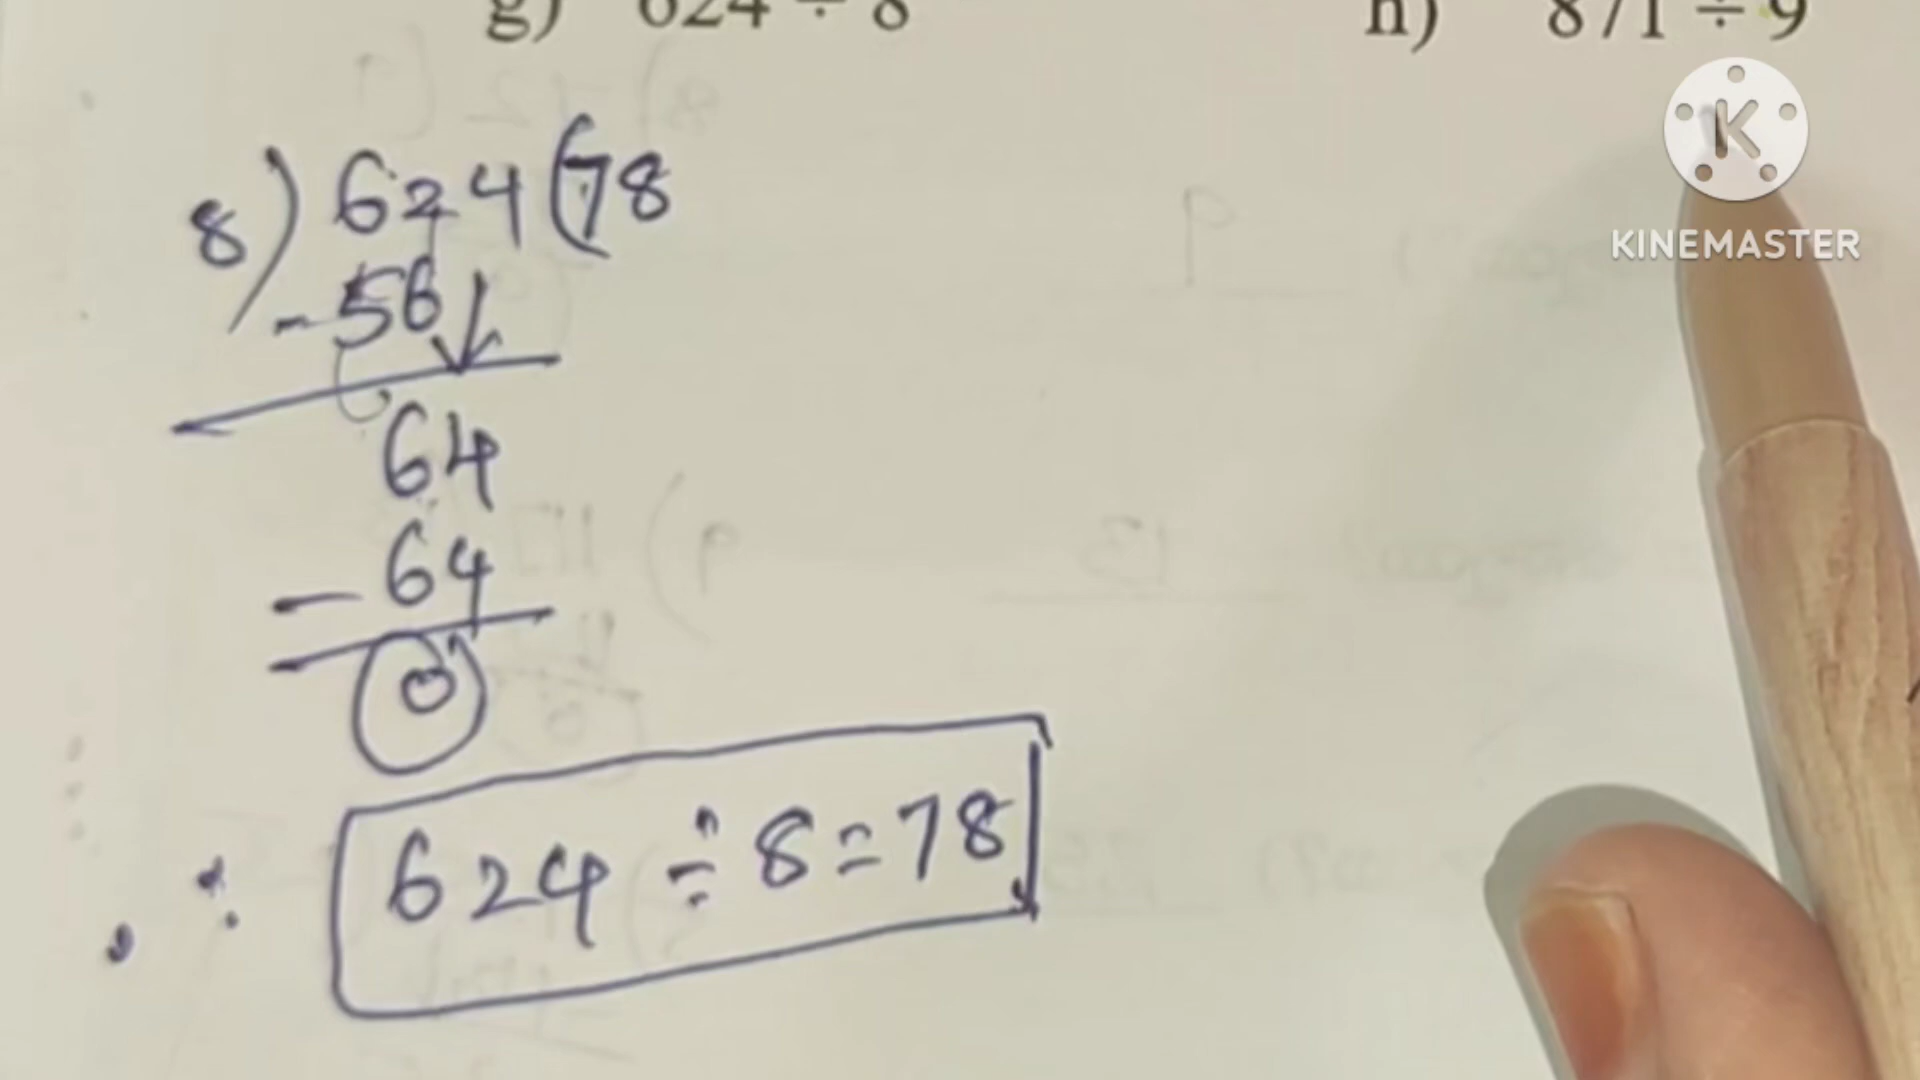 g) 624 ÷ 8 h) 871 ÷ 9
KINEMASTER
8) 624 (78
- 56
64
- 64
0
∴ 624 ÷ 8 = 78